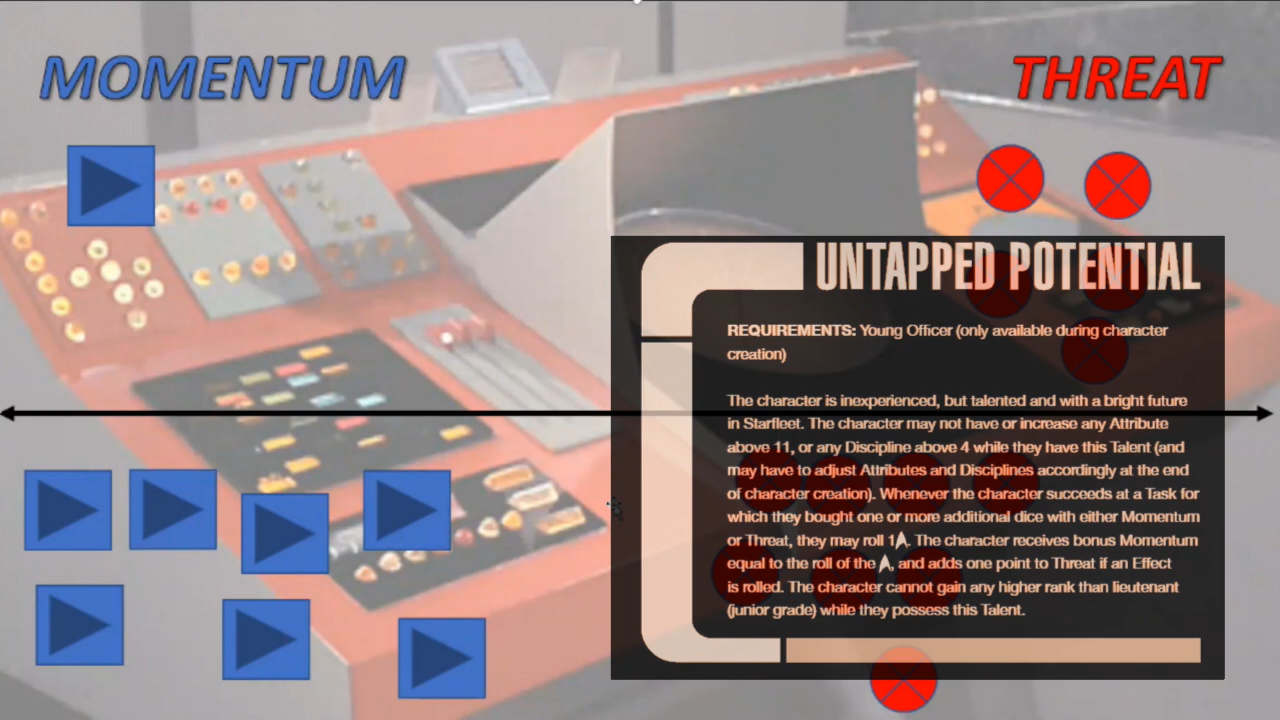 MOMENTUM
THREAT
UNTAPPED POTENTIAL
REQUIREMENTS: Young Officer (only available during character
creation)
The character is inexperienced, but talented and with a bright future
in Starfleet. The character may not have or increase any Attribute
above 11, or any Discipline above 4 while they have this Talent (and
may have to adjust Attributes and Disciplines accordingly at the end
of character creation). Whenever the character succeeds at a Task for
which they bought one or more additional dice with either Momentum
or Threat, they may roll 1. The character receives bonus Momentum
equal to the roll of the , and adds one point to Threat if an Effect
is rolled. The character cannot gain any higher rank than lieutenant
(junior grade) while they possess this Talent.